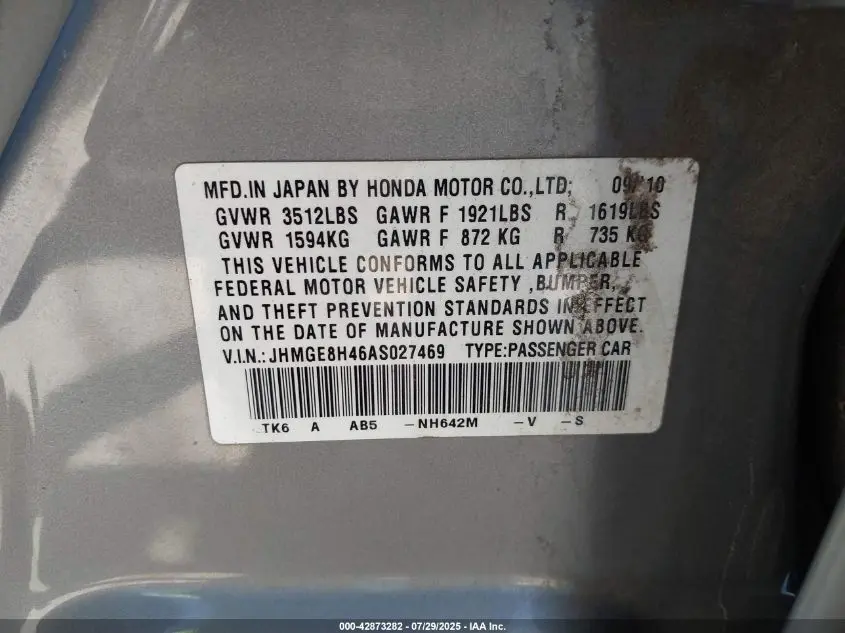 MFD.IN JAPAN BY HONDA MOTOR CO.,LTD; 09/10
GVWR 3512LBS GAWR F 1921LBS R 1619LBS
GVWR 1594KG GAWR F 872 KG R 735 KG
THIS VEHICLE CONFORMS TO ALL APPLICABLE
FEDERAL MOTOR VEHICLE SAFETY ,BUMPER,
AND THEFT PREVENTION STANDARDS IN EFFECT
ON THE DATE OF MANUFACTURE SHOWN ABOVE.
V.I.N.:JHMGE8H46AS027469 TYPE:PASSENGER CAR
TK6 A AB5 -NH642M -V -S
000-42873282 - 07/29/2025 - IAA Inc.